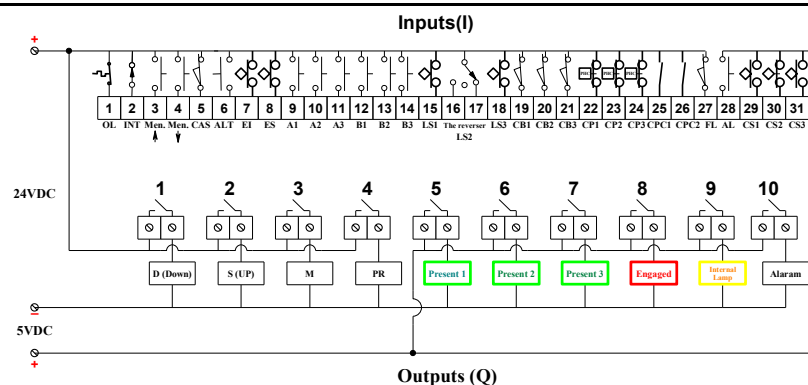 Inputs(I)
+
PHC PHC PHC
1 2 3 4 5 6 7 8 9 10 11 12 13 14 15 16 17 18 19 20 21 22 23 24 25 26 27 28 29 30 31
OL INT Men. Men. CAS ALT EI ES A1 A2 A3 B1 B2 B3 LS1 The reverser LS3 CB1 CB2 CB3 CP1 CP2 CP3 CPC1 CPC2 FL AL CS1 CS2 CS3
LS2
24VDC
1 2 3 4 5 6 7 8 9 10
D (Down) S (UP) M PR Present 1 Present 2 Present 3 Engaged Internal Lamp Alaram
−
5VDC
+
Outputs (Q)